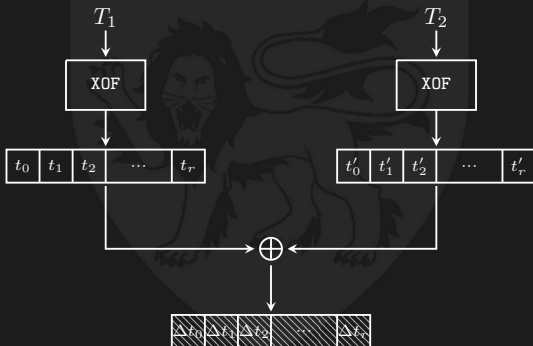 T₁ T₂
XOF XOF
t₀ t₁ t₂ ... tᵣ t′₀ t′₁ t′₂ ... t′ᵣ
⊕
Δt₀ Δt₁ Δt₂ ... Δtᵣ